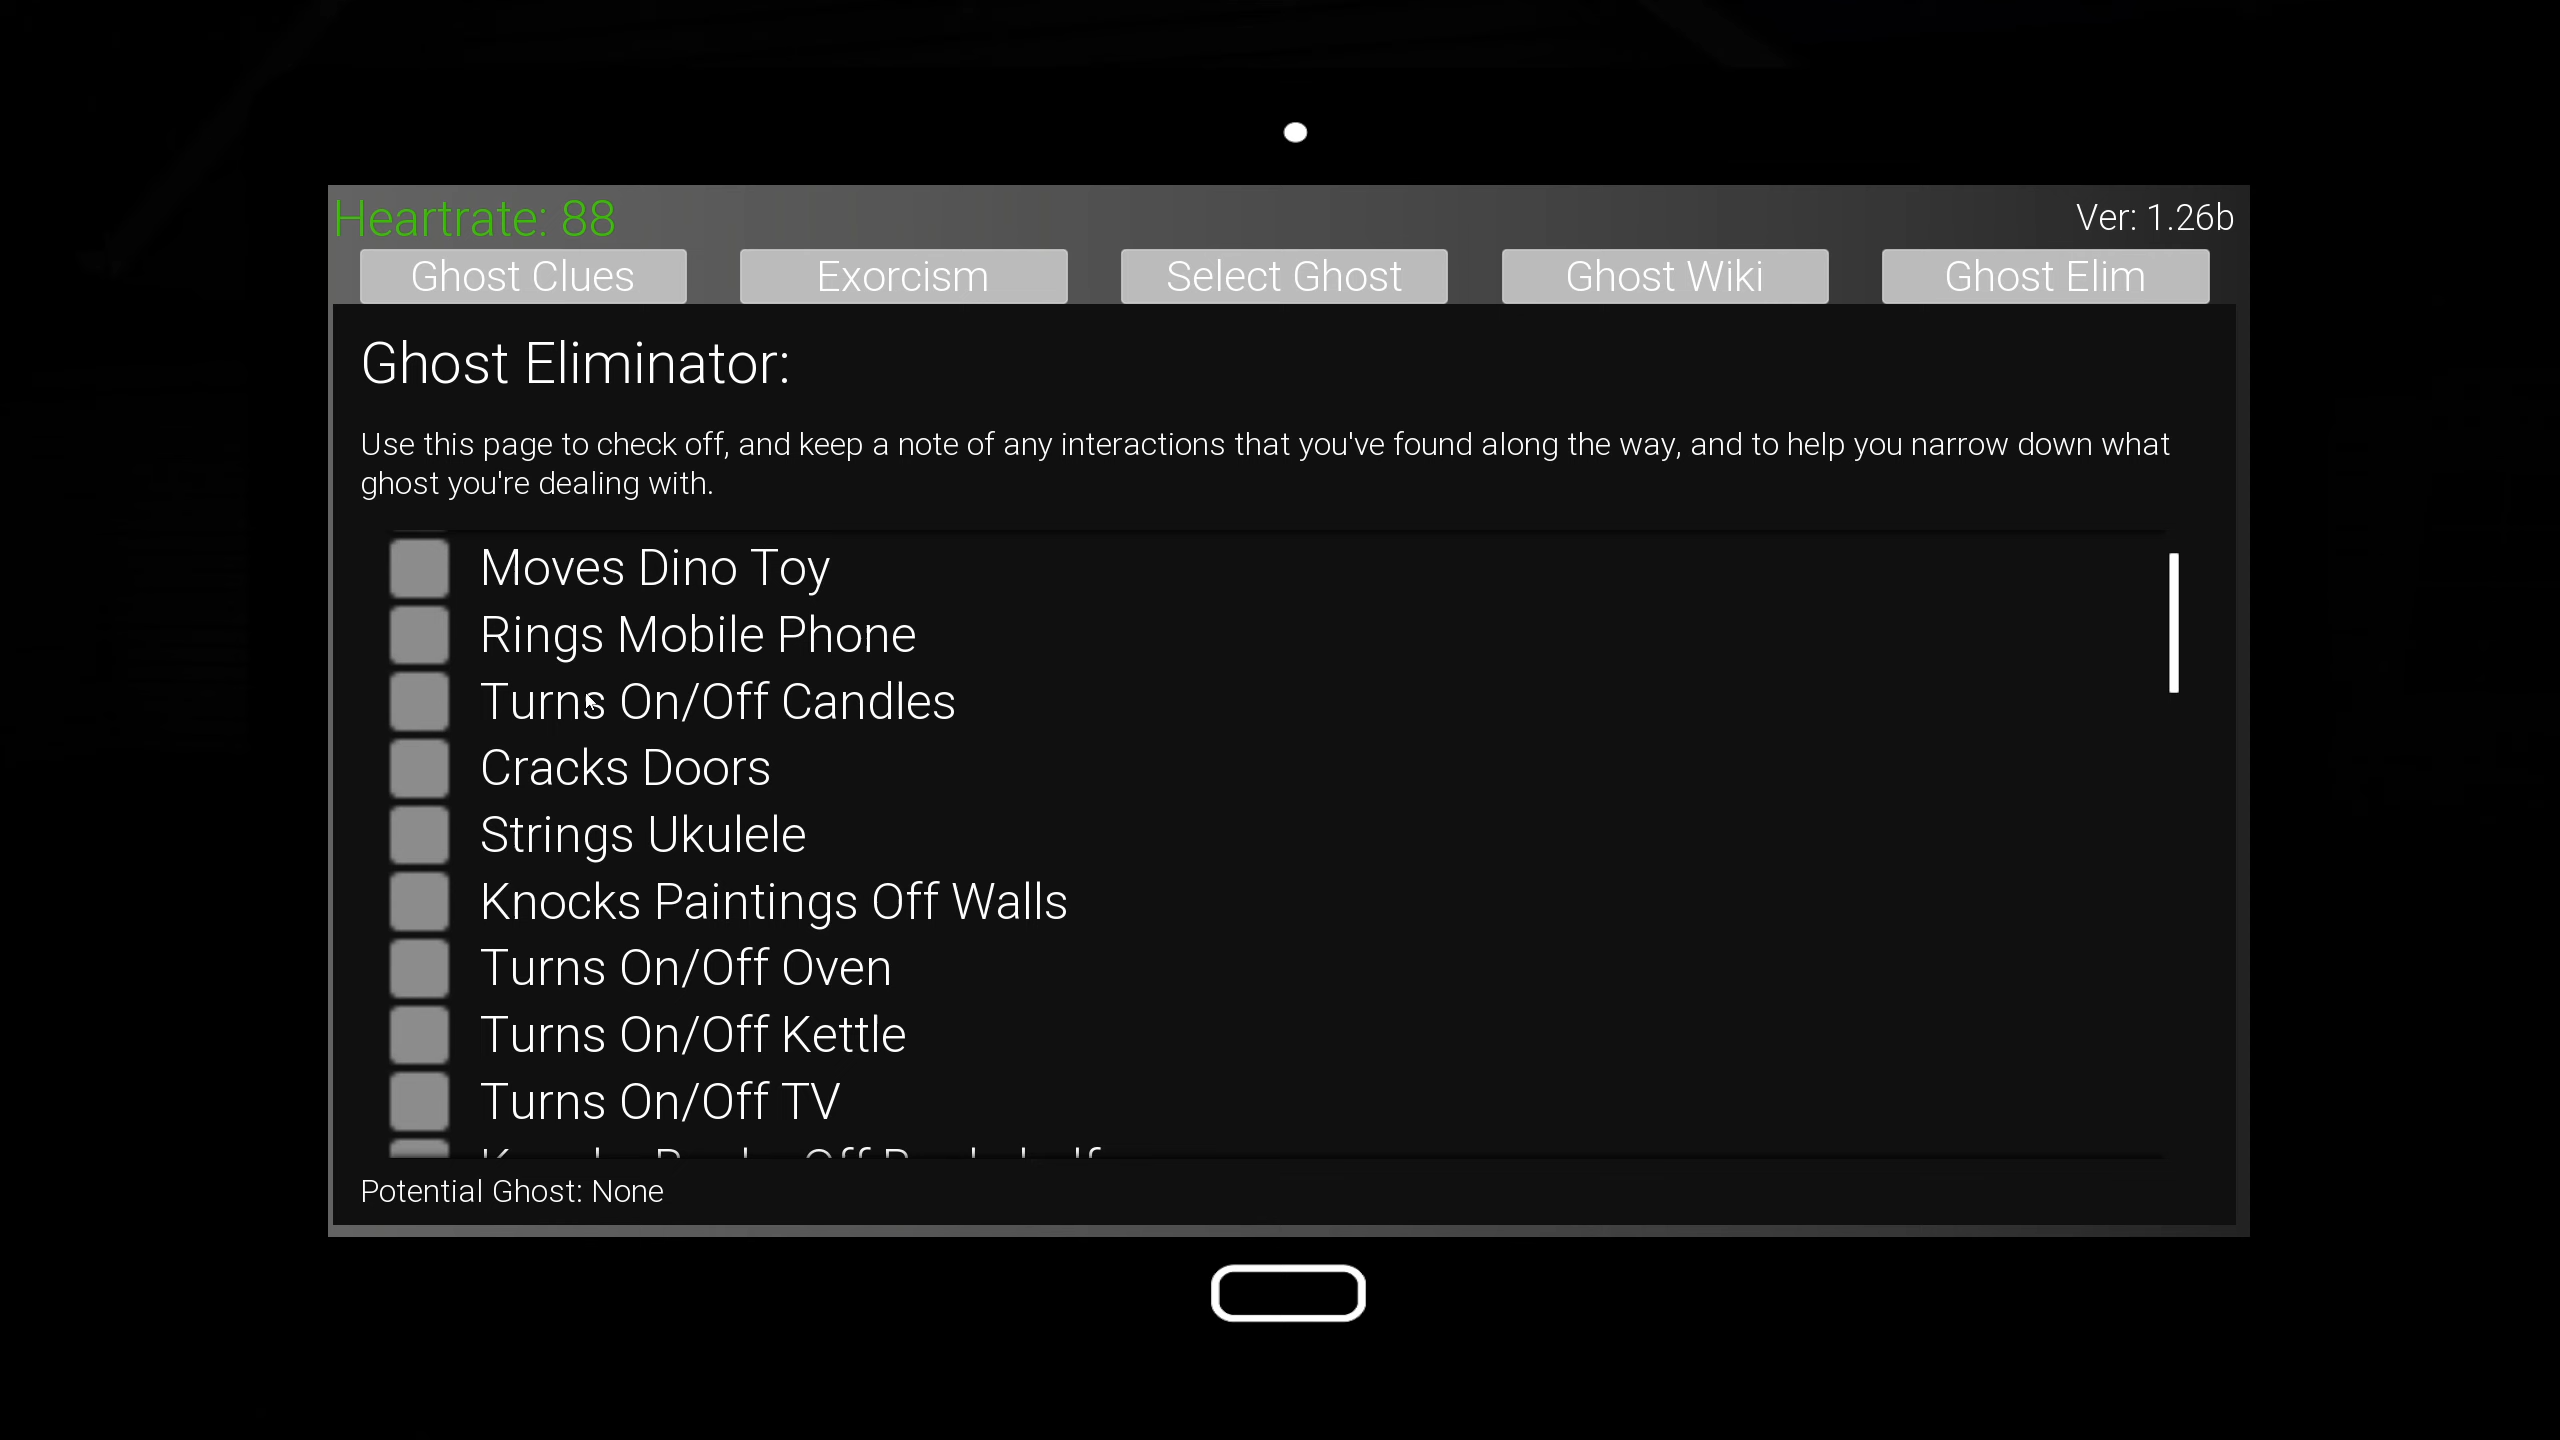 Heartrate: 88
Ver: 1.26b
Ghost Clues
Exorcism
Select Ghost
Ghost Wiki
Ghost Elim
Ghost Eliminator:
Use this page to check off, and keep a note of any interactions that you've found along the way, and to help you narrow down what
ghost you're dealing with.
Moves Dino Toy
Rings Mobile Phone
Turns On/Off Candles
Cracks Doors
Strings Ukulele
Knocks Paintings Off Walls
Turns On/Off Oven
Turns On/Off Kettle
Turns On/Off TV
Potential Ghost: None